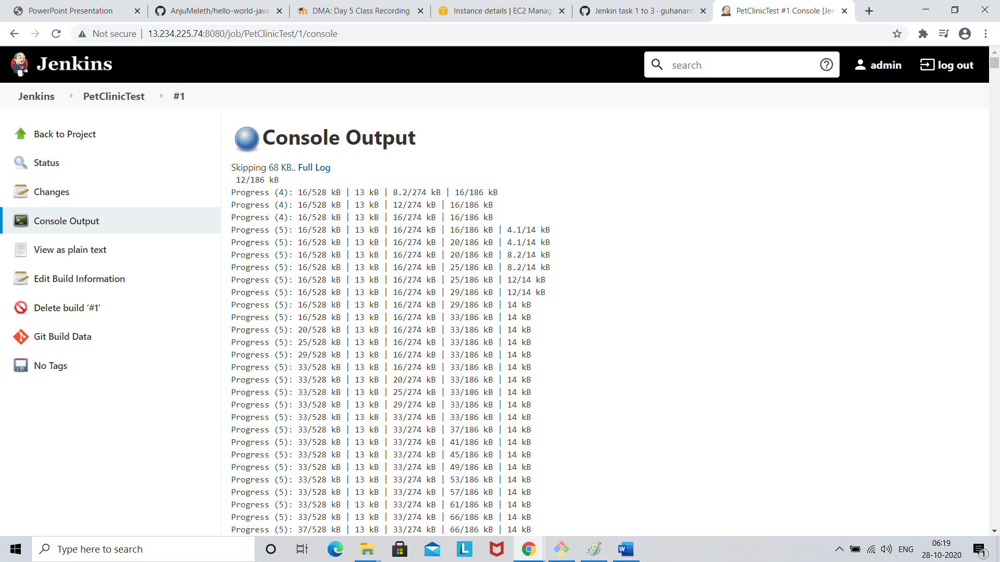 PowerPoint Presentation
AnjuMeleth/hello-world-java
DMA: Day 5 Class Recording
Instance details | EC2 Manag
Jenkin task 1 to 3 · guhanant
PetClinicTest #1 Console [Jen
Not secure | 13.234.225.74:8080/job/PetClinicTest/1/console
Jenkins
search
admin
log out
Jenkins
PetClinicTest
#1
Back to Project
Status
Changes
Console Output
View as plain text
Edit Build Information
Delete build ‘#1’
Git Build Data
No Tags
Console Output
Skipping 68 KB.. Full Log
12/186 kB
Progress (4): 16/528 kB | 13 kB | 8.2/274 kB | 16/186 kB
Progress (4): 16/528 kB | 13 kB | 12/274 kB | 16/186 kB
Progress (4): 16/528 kB | 13 kB | 16/274 kB | 16/186 kB
Progress (5): 16/528 kB | 13 kB | 16/274 kB | 16/186 kB | 4.1/14 kB
Progress (5): 16/528 kB | 13 kB | 16/274 kB | 20/186 kB | 4.1/14 kB
Progress (5): 16/528 kB | 13 kB | 16/274 kB | 20/186 kB | 8.2/14 kB
Progress (5): 16/528 kB | 13 kB | 16/274 kB | 25/186 kB | 8.2/14 kB
Progress (5): 16/528 kB | 13 kB | 16/274 kB | 25/186 kB | 12/14 kB
Progress (5): 16/528 kB | 13 kB | 16/274 kB | 29/186 kB | 12/14 kB
Progress (5): 16/528 kB | 13 kB | 16/274 kB | 29/186 kB | 14 kB
Progress (5): 16/528 kB | 13 kB | 16/274 kB | 33/186 kB | 14 kB
Progress (5): 20/528 kB | 13 kB | 16/274 kB | 33/186 kB | 14 kB
Progress (5): 25/528 kB | 13 kB | 16/274 kB | 33/186 kB | 14 kB
Progress (5): 29/528 kB | 13 kB | 16/274 kB | 33/186 kB | 14 kB
Progress (5): 33/528 kB | 13 kB | 16/274 kB | 33/186 kB | 14 kB
Progress (5): 33/528 kB | 13 kB | 20/274 kB | 33/186 kB | 14 kB
Progress (5): 33/528 kB | 13 kB | 25/274 kB | 33/186 kB | 14 kB
Progress (5): 33/528 kB | 13 kB | 29/274 kB | 33/186 kB | 14 kB
Progress (5): 33/528 kB | 13 kB | 33/274 kB | 33/186 kB | 14 kB
Progress (5): 33/528 kB | 13 kB | 33/274 kB | 37/186 kB | 14 kB
Progress (5): 33/528 kB | 13 kB | 33/274 kB | 41/186 kB | 14 kB
Progress (5): 33/528 kB | 13 kB | 33/274 kB | 45/186 kB | 14 kB
Progress (5): 33/528 kB | 13 kB | 33/274 kB | 49/186 kB | 14 kB
Progress (5): 33/528 kB | 13 kB | 33/274 kB | 53/186 kB | 14 kB
Progress (5): 33/528 kB | 13 kB | 33/274 kB | 57/186 kB | 14 kB
Progress (5): 33/528 kB | 13 kB | 33/274 kB | 61/186 kB | 14 kB
Progress (5): 33/528 kB | 13 kB | 33/274 kB | 66/186 kB | 14 kB
Progress (5): 37/528 kB | 13 kB | 33/274 kB | 66/186 kB | 14 kB
Type here to search
L
W
ENG
06:19
28-10-2020
1